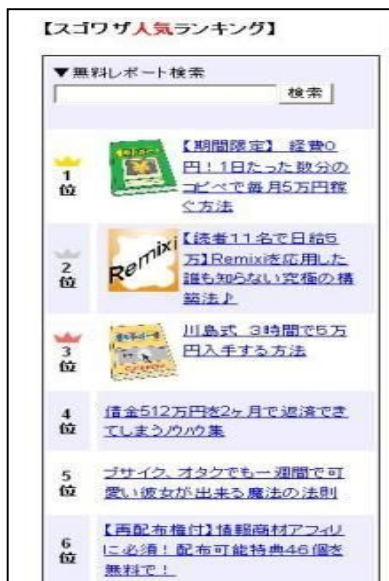 【スゴワザ人気ランキング】
▼無料レポート検索
検索
1
位
【期間限定】 経費0
円！1日たった数分の
コピペで毎月5万円稼
ぐ方法
2
位
Remixi
【読者11名で日給5
万】Remixiを応用した
誰も知らない究極の構
築法♪
3
位
川島式 3時間で5万
円入手する方法
4
位
借金512万円を2ヶ月で返済でき
てしまうノウハウ集
5
位
ブサイク、オタクでも一週間で可
愛い彼女が出来る魔法の法則
6
位
【再配布権付】情報商材アフィリ
に必須！配布可能特典46個を
無料で！